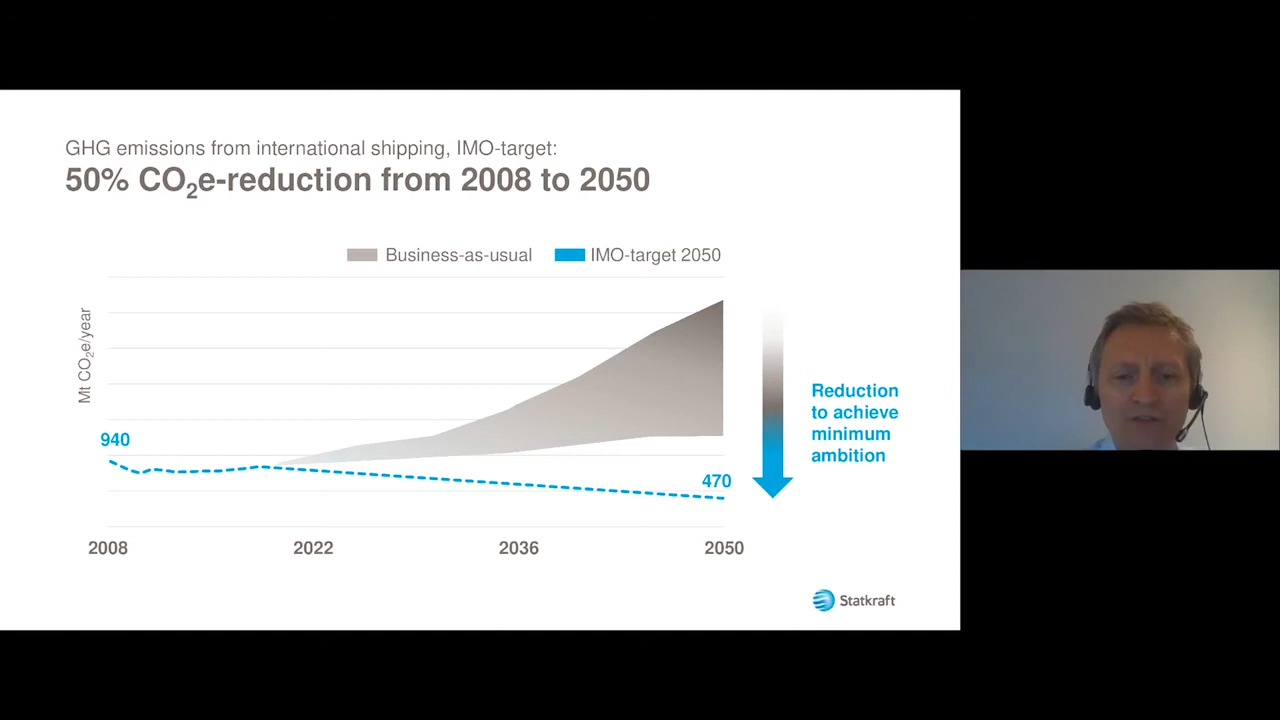 GHG emissions from international shipping, IMO-target:
50% CO₂e-reduction from 2008 to 2050
Business-as-usual
IMO-target 2050
Mt CO₂e/year
940
470
Reduction
to achieve
minimum
ambition
2008
2022
2036
2050
Statkraft